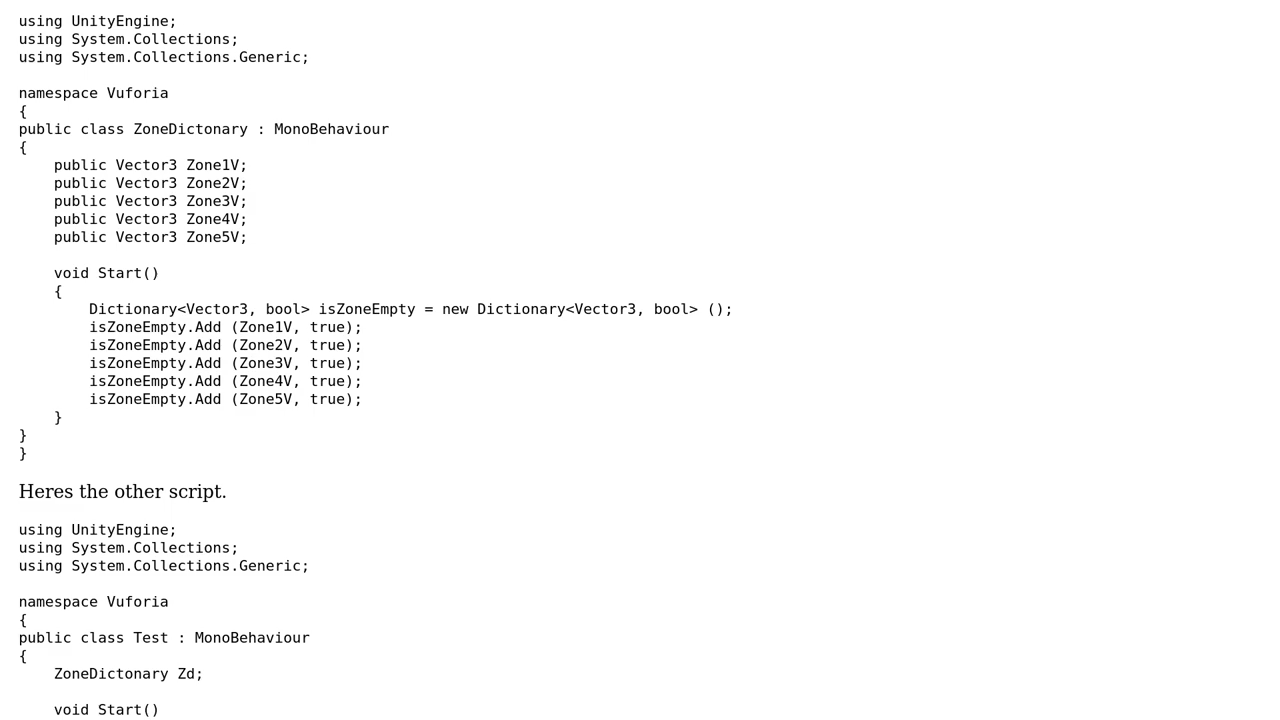 using UnityEngine;
using System.Collections;
using System.Collections.Generic;

namespace Vuforia
{
public class ZoneDictonary : MonoBehaviour
{
    public Vector3 Zone1V;
    public Vector3 Zone2V;
    public Vector3 Zone3V;
    public Vector3 Zone4V;
    public Vector3 Zone5V;

    void Start()
    {
        Dictionary<Vector3, bool> isZoneEmpty = new Dictionary<Vector3, bool> ();
        isZoneEmpty.Add (Zone1V, true);
        isZoneEmpty.Add (Zone2V, true);
        isZoneEmpty.Add (Zone3V, true);
        isZoneEmpty.Add (Zone4V, true);
        isZoneEmpty.Add (Zone5V, true);
    }
}
}
Heres the other script.
using UnityEngine;
using System.Collections;
using System.Collections.Generic;

namespace Vuforia
{
public class Test : MonoBehaviour
{
    ZoneDictonary Zd;

    void Start()